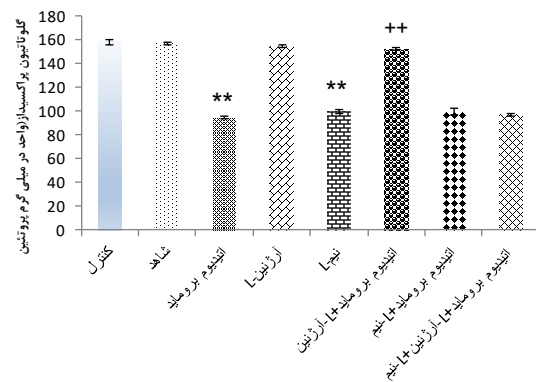 گلوتاتیون پراکسیداز(واحد در میلی گرم پروتئین
180
160
140
120
100
80
60
40
20
0
**
**
++
کنترل
شاهد
اتیدیوم بروماید
L-آرژنین
L-نیم
اتیدیوم بروماید+L-آرژنین
اتیدیوم بروماید+L-نیم
اتیدیوم بروماید+L-آرژنین+L-نیم